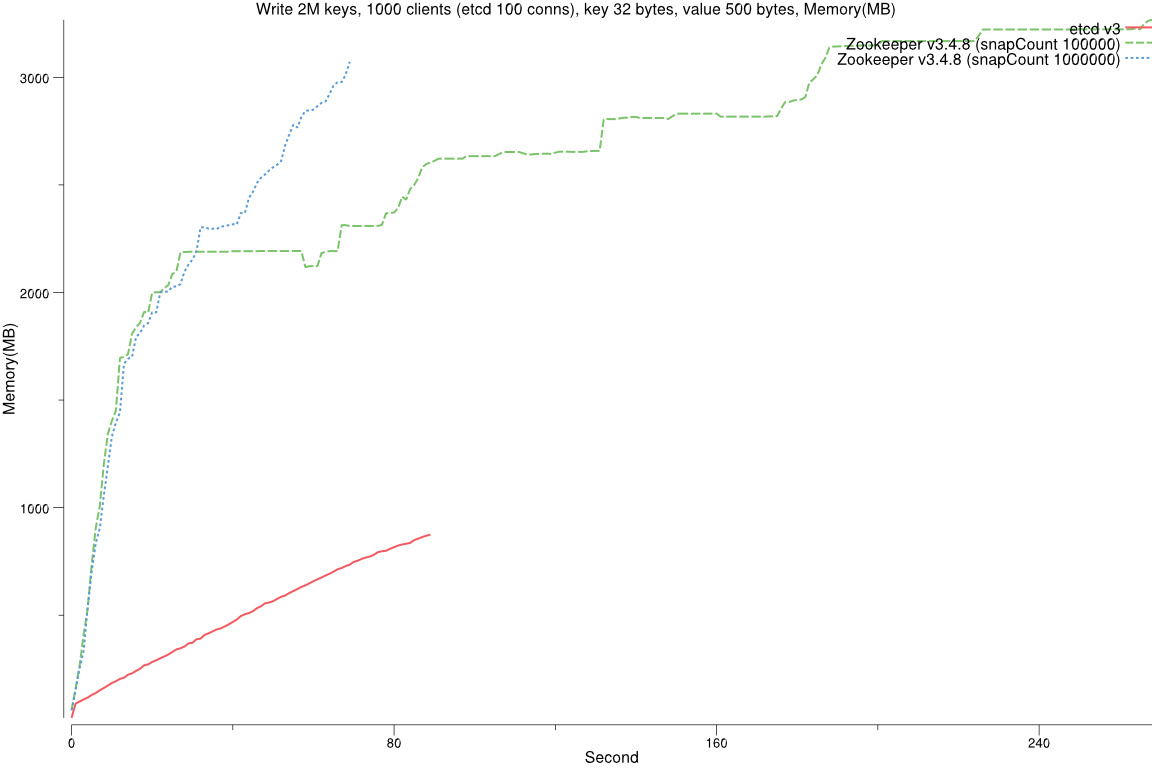 Write 2M keys, 1000 clients (etcd 100 conns), key 32 bytes, value 500 bytes, Memory(MB)
etcd v3
Zookeeper v3.4.8 (snapCount 100000)
Zookeeper v3.4.8 (snapCount 1000000)
3000
2000
1000
Memory(MB)
0
80
160
240
Second